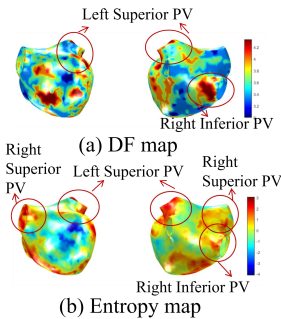 Left Superior PV
Right Inferior PV
(a) DF map
Right
Superior
PV
Left Superior PV
Right
Superior PV
Right Inferior PV
(b) Entropy map